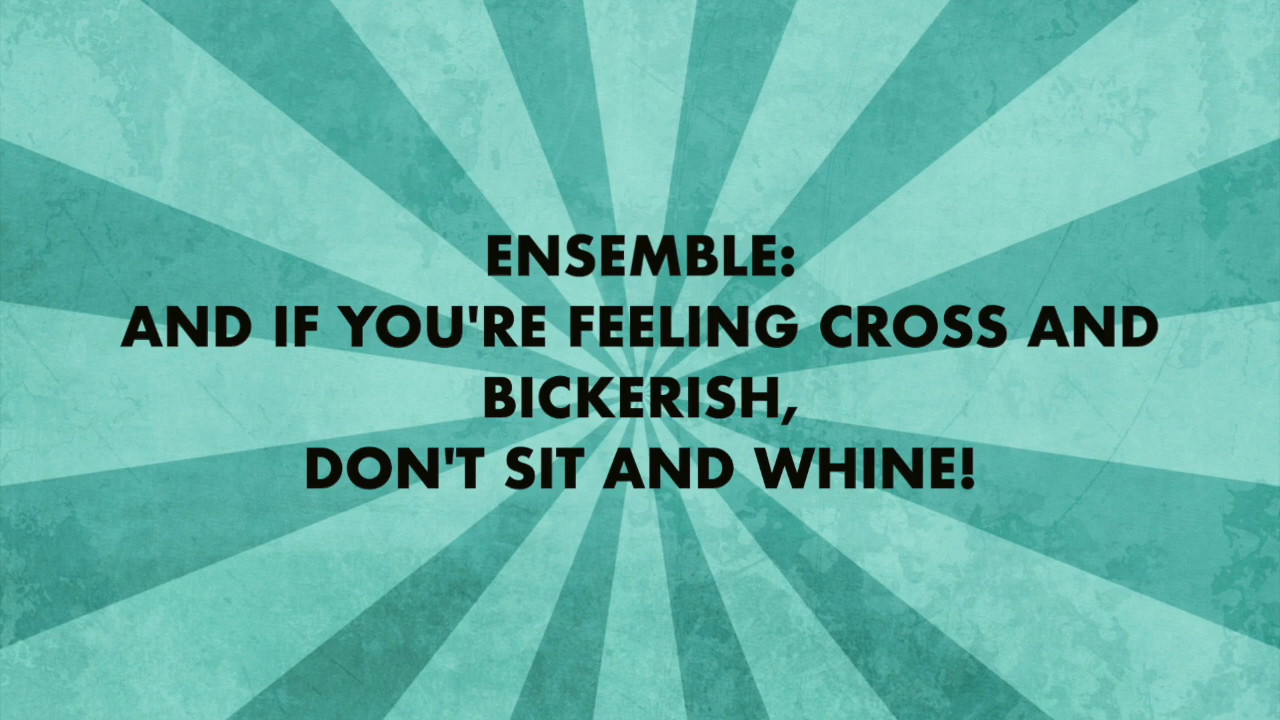 ENSEMBLE:
AND IF YOU'RE FEELING CROSS AND
BICKERISH,
DON'T SIT AND WHINE!